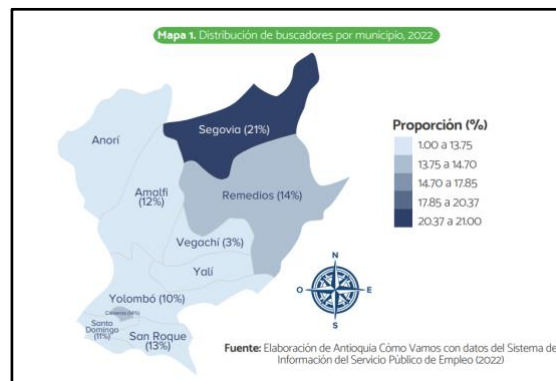 Mapa 1. Distribución de buscadores por municipio, 2022
Segovia (21%)
Anorí
Amalfi
(12%)
Remedios (14%)
Vegachí (3%)
Yalí
Yolombó (10%)
Santo
Domingo
(11%)
San Roque
(13%)
Proporción (%)
1.00 a 13.75
13.75 a 14.70
14.70 a 17.85
17.85 a 20.37
20.37 a 21.00
N
O
E
S
Fuente: Elaboración de Antioquia Cómo Vamos con datos del Sistema de
Información del Servicio Público de Empleo (2022)